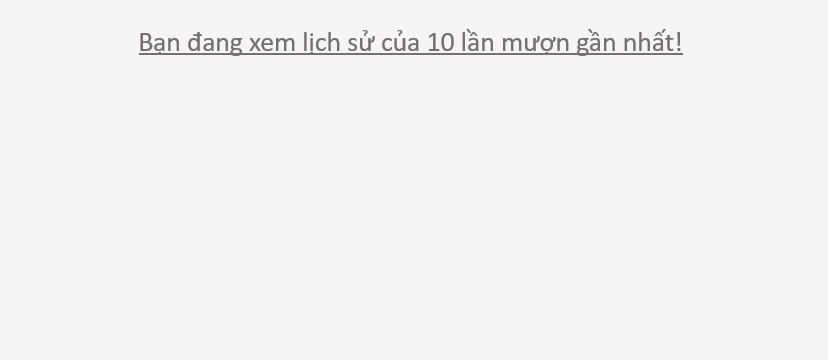 Bạn đang xem lịch sử của 10 lần mượn gần nhất!